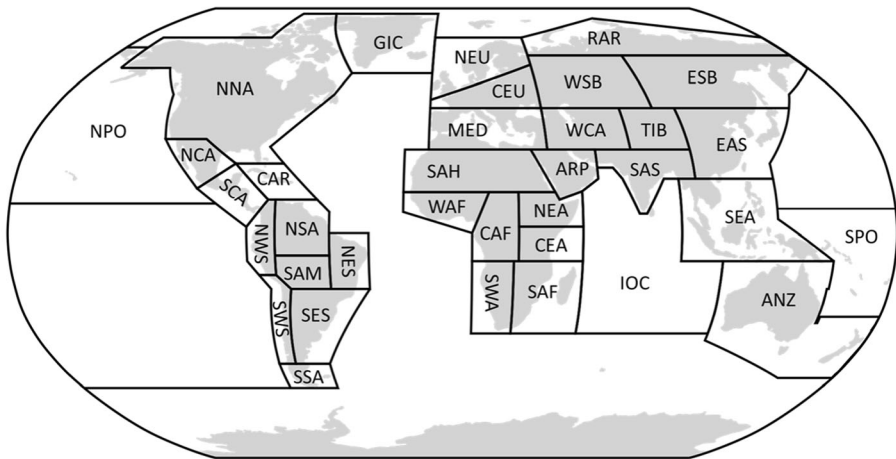 GIC
RAR
NEU
NNA
WSB
ESB
CEU
NPO
MED
WCA
TIB
EAS
NCA
SCA
CAR
SAH
ARP
SAS
WAF
NEA
SEA
NSA
CAF
NWS
CEA
SPO
NES
SAM
IOC
SWA
SAF
ANZ
SWS
SES
SSA